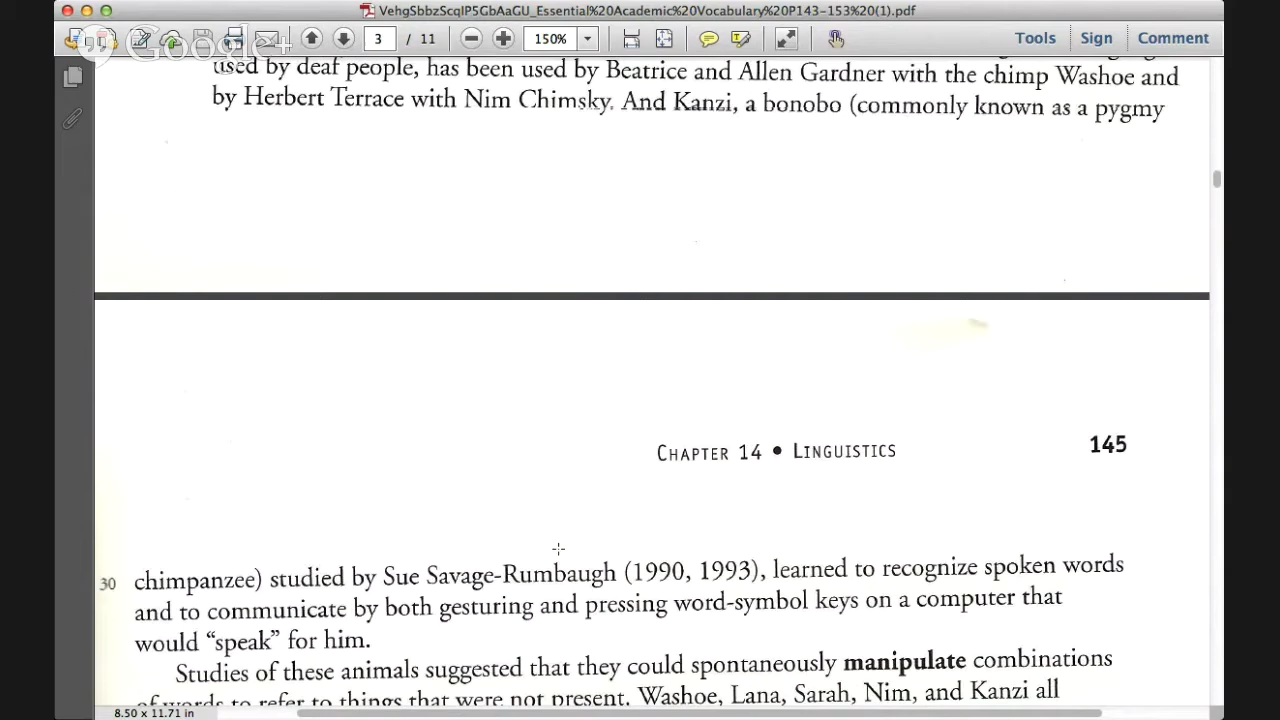 VehgSbbzScqIP5GbAaGU_Essential%20Academic%20Vocabulary%20P143-153%20(1).pdf
Google+
3 / 11
150%
Tools Sign Comment
used by deaf people, has been used by Beatrice and Allen Gardner with the chimp Washoe and
by Herbert Terrace with Nim Chimsky. And Kanzi, a bonobo (commonly known as a pygmy
CHAPTER 14 • LINGUISTICS 145
30 chimpanzee) studied by Sue Savage-Rumbaugh (1990, 1993), learned to recognize spoken words
and to communicate by both gesturing and pressing word-symbol keys on a computer that
would “speak” for him.
Studies of these animals suggested that they could spontaneously manipulate combinations
of words to refer to things that were not present. Washoe, Lana, Sarah, Nim, and Kanzi all
8.50 x 11.71 in